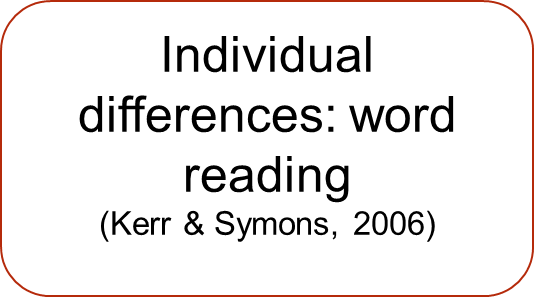 Individual
differences: word
reading
(Kerr & Symons, 2006)